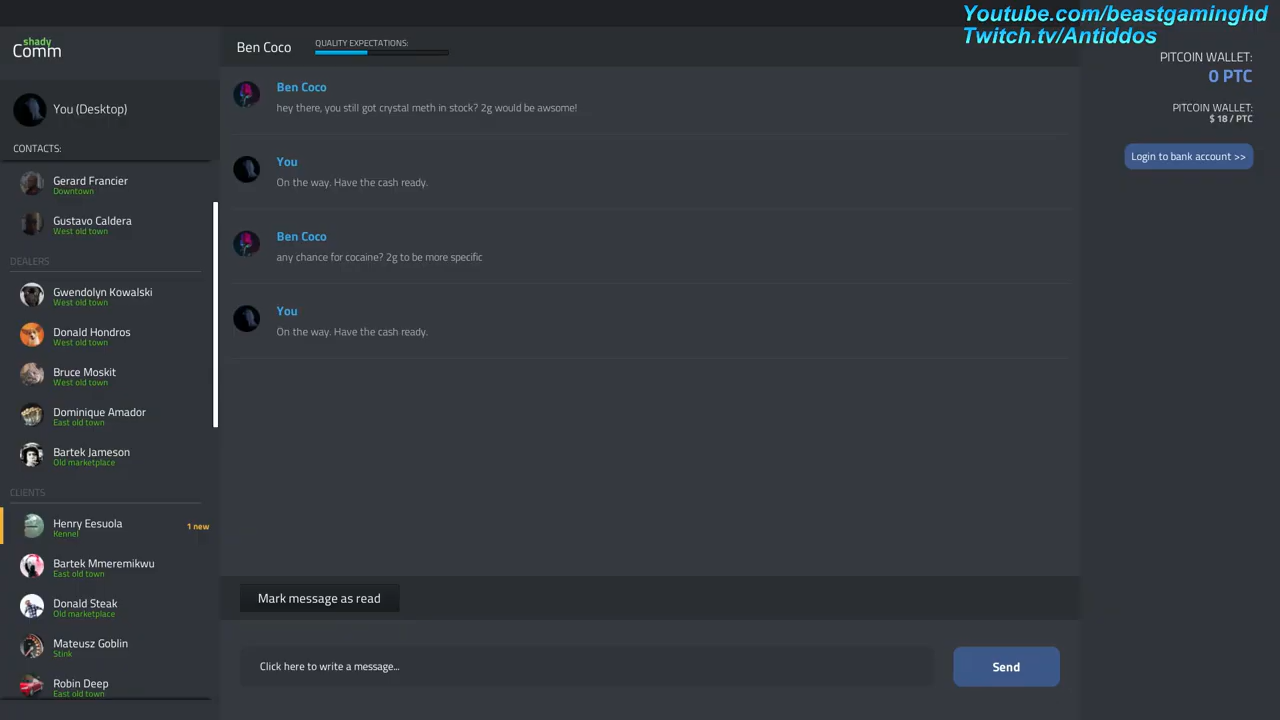 Youtube.com/beastgaminghd
Twitch.tv/Antiddos
shady
Comm
You (Desktop)
CONTACTS:
Gerard Francier
Downtown
Gustavo Caldera
West old town
DEALERS
Gwendolyn Kowalski
West old town
Donald Hondros
West old town
Bruce Moskit
West old town
Dominique Amador
East old town
Bartek Jameson
Old marketplace
CLIENTS
Henry Eesuola
1 new
Kennel
Bartek Mmeremikwu
East old town
Donald Steak
Old marketplace
Mateusz Goblin
Stink
Robin Deep
East old town
Ben Coco
QUALITY EXPECTATIONS:
Ben Coco
hey there, you still got crystal meth in stock? 2g would be awsome!
You
On the way. Have the cash ready.
Ben Coco
any chance for cocaine? 2g to be more specific
You
On the way. Have the cash ready.
Mark message as read
Click here to write a message...
Send
PITCOIN WALLET:
0 PTC
PITCOIN WALLET:
$ 18 / PTC
Login to bank account >>